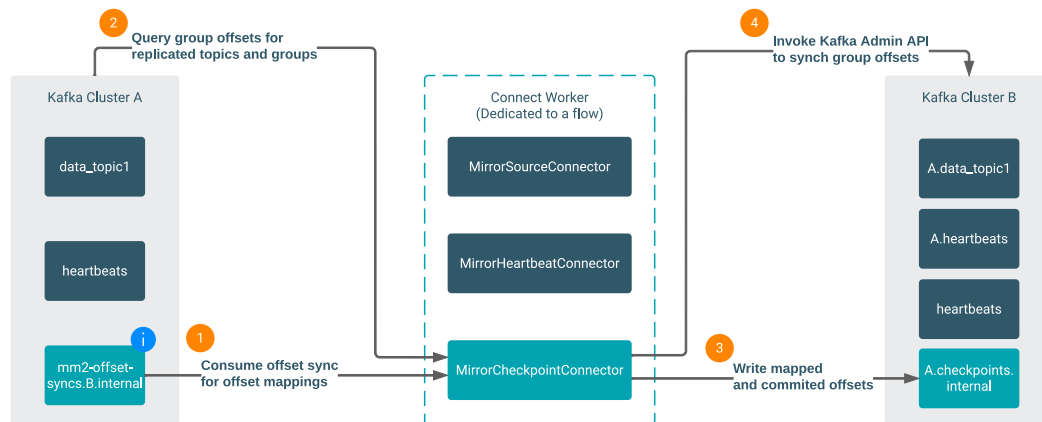 2
Query group offsets for
replicated topics and groups
4
Invoke Kafka Admin API
to synch group offsets
Kafka Cluster A
data_topic1
heartbeats
mm2-offset-
syncs.B.internal
i
1
Consume offset sync
for offset mappings
Connect Worker
(Dedicated to a flow)
MirrorSourceConnector
MirrorHeartbeatConnector
MirrorCheckpointConnector
3
Write mapped
and commited offsets
Kafka Cluster B
A.data_topic1
A.heartbeats
heartbeats
A.checkpoints.
internal